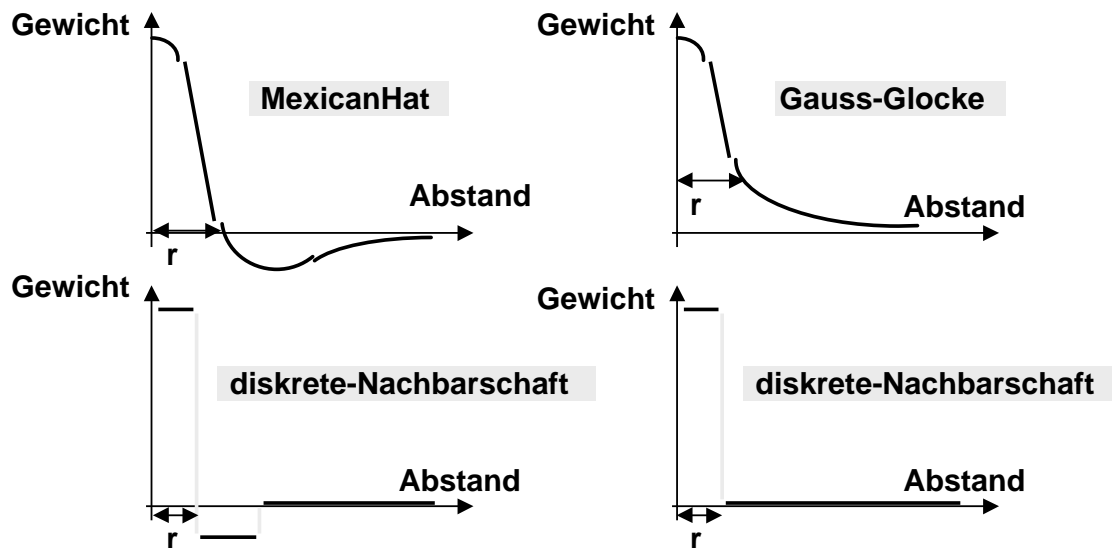 Gewicht
MexicanHat
Abstand
r
Gewicht
Gauss-Glocke
Abstand
r
Gewicht
diskrete-Nachbarschaft
Abstand
r
Gewicht
diskrete-Nachbarschaft
Abstand
r